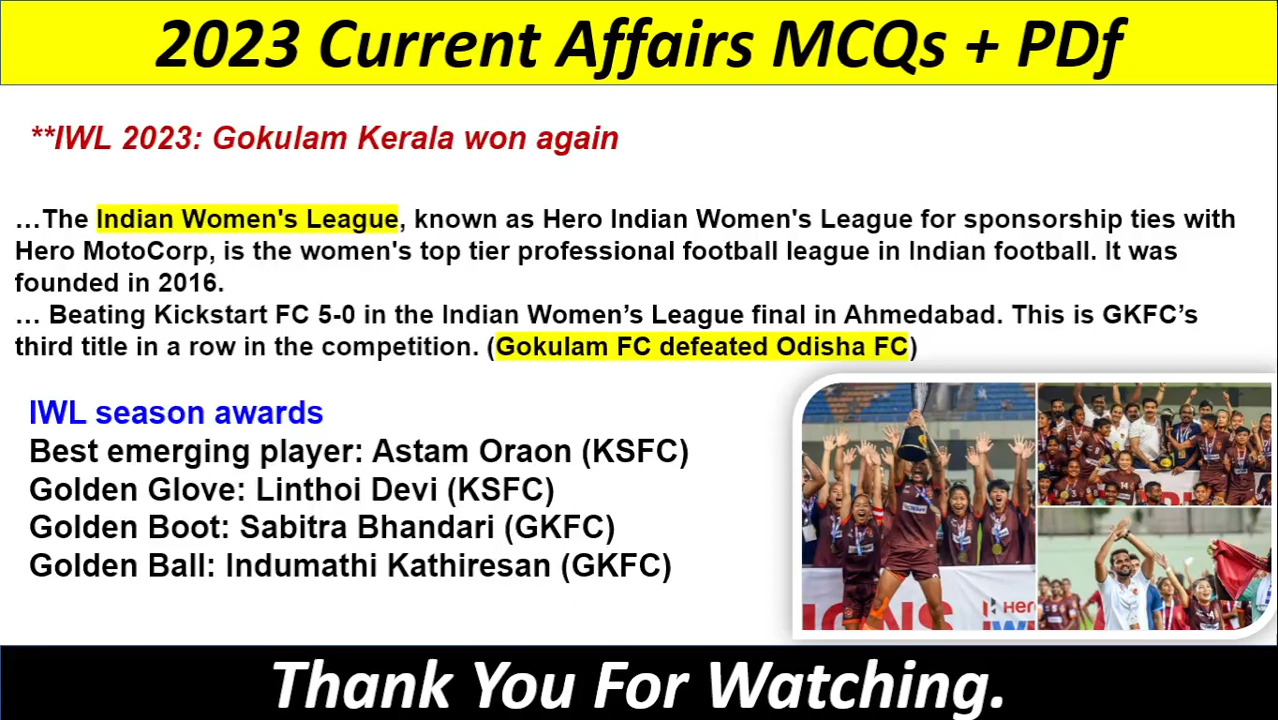 2023 Current Affairs MCQs + PDf
**IWL 2023: Gokulam Kerala won again
…The Indian Women's League, known as Hero Indian Women's League for sponsorship ties with
Hero MotoCorp, is the women's top tier professional football league in Indian football. It was
founded in 2016.
… Beating Kickstart FC 5-0 in the Indian Women’s League final in Ahmedabad. This is GKFC’s
third title in a row in the competition. (Gokulam FC defeated Odisha FC)
IWL season awards
Best emerging player: Astam Oraon (KSFC)
Golden Glove: Linthoi Devi (KSFC)
Golden Boot: Sabitra Bhandari (GKFC)
Golden Ball: Indumathi Kathiresan (GKFC)
Hero
Thank You For Watching.